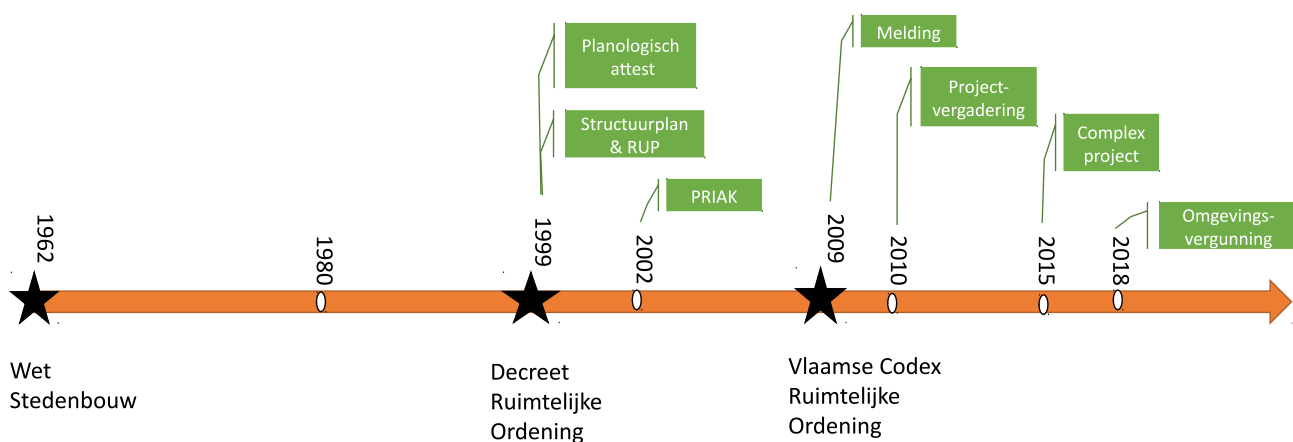 Planologisch
attest
Structuurplan
& RUP
PRIAK
Melding
Project-
vergadering
Complex
project
Omgevings-
vergunning
1962
1980
1999
2002
2009
2010
2015
2018
Wet
Stedenbouw
Decreet
Ruimtelijke
Ordening
Vlaamse Codex
Ruimtelijke
Ordening